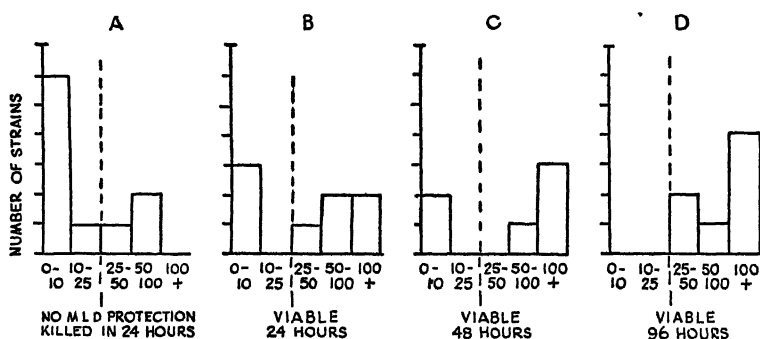 A B C D
NUMBER OF STRAINS
0- 10- 25- 50 100
10 25 50 100 +
0- 10- 25- 50- 100
10 25 50 100 +
0- 10- 25- 50 100
10 25 50 100 +
0- 10- 25- 50 100
10 25 50 100 +
NO M L D PROTECTION
KILLED IN 24 HOURS
VIABLE
24 HOURS
VIABLE
48 HOURS
VIABLE
96 HOURS